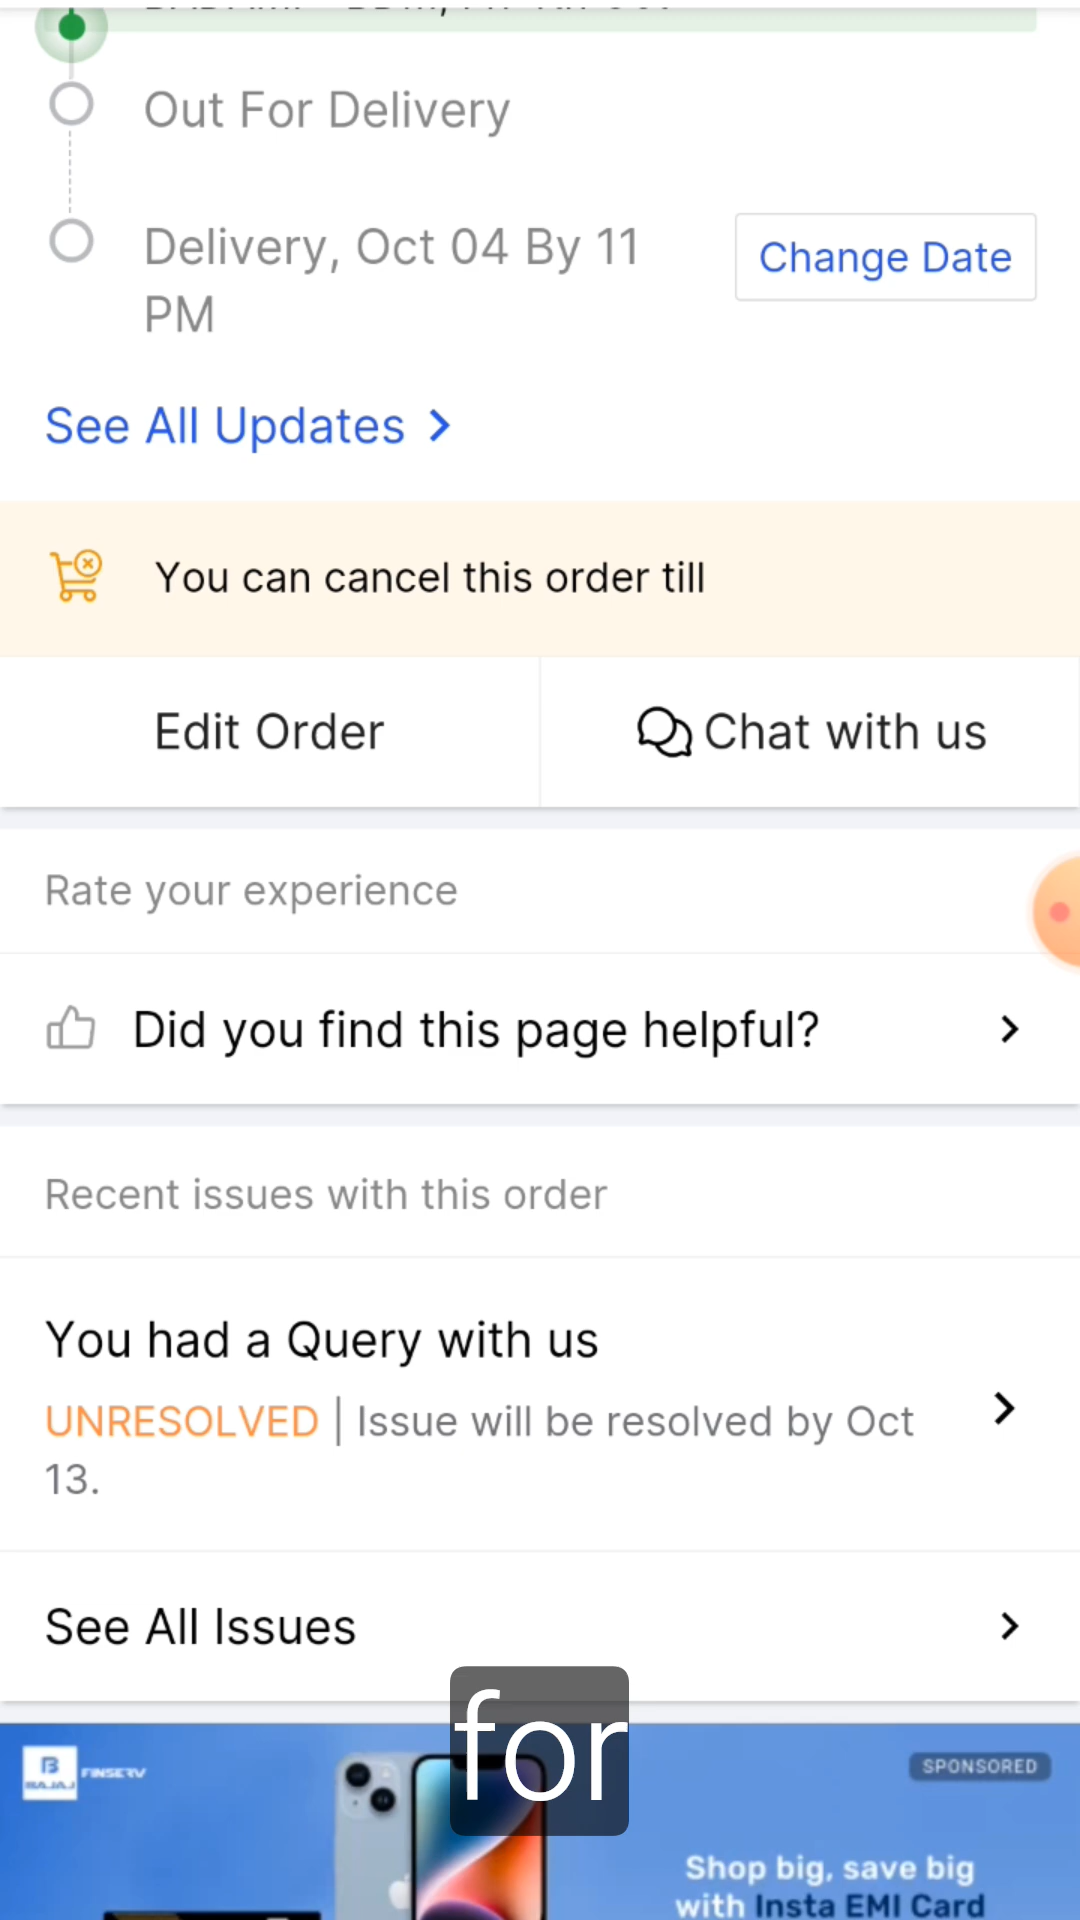 Out For Delivery
Delivery, Oct 04 By 11
PM
Change Date
See All Updates
You can cancel this order till
Edit Order
Chat with us
Rate your experience
Did you find this page helpful?
Recent issues with this order
You had a Query with us
UNRESOLVED | Issue will be resolved by Oct
13.
See All Issues
for
B
BAJAJ FINSERV
SPONSORED
Shop big, save big
with Insta EMI Card